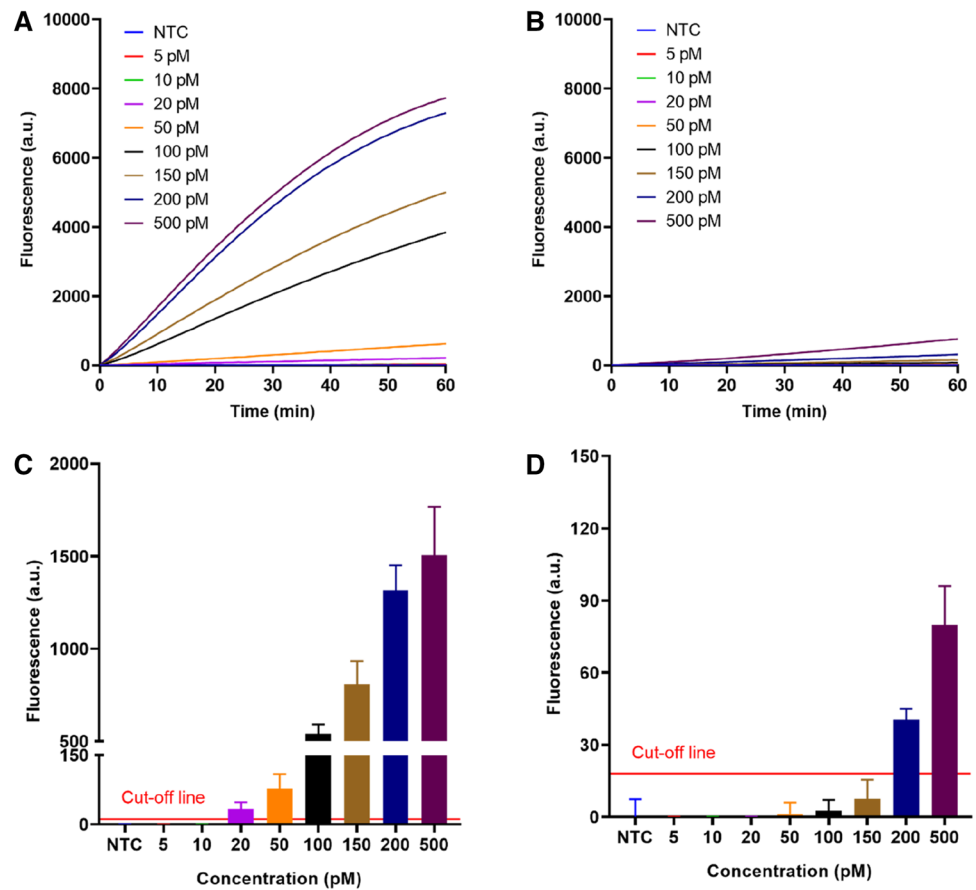 A
10000
8000
6000
4000
2000
0
Fluorescence (a.u.)
NTC
5 pM
10 pM
20 pM
50 pM
100 pM
150 pM
200 pM
500 pM
0 10 20 30 40 50 60
Time (min)
B
10000
8000
6000
4000
2000
0
Fluorescence (a.u.)
NTC
5 pM
10 pM
20 pM
50 pM
100 pM
150 pM
200 pM
500 pM
0 10 20 30 40 50 60
Time (min)
C
2000
1500
1000
500
150
0
Fluorescence (a.u.)
Cut-off line
NTC 5 10 20 50 100 150 200 500
Concentration (pM)
D
150
120
90
60
30
0
Fluorescence (a.u.)
Cut-off line
NTC 5 10 20 50 100 150 200 500
Concentration (pM)